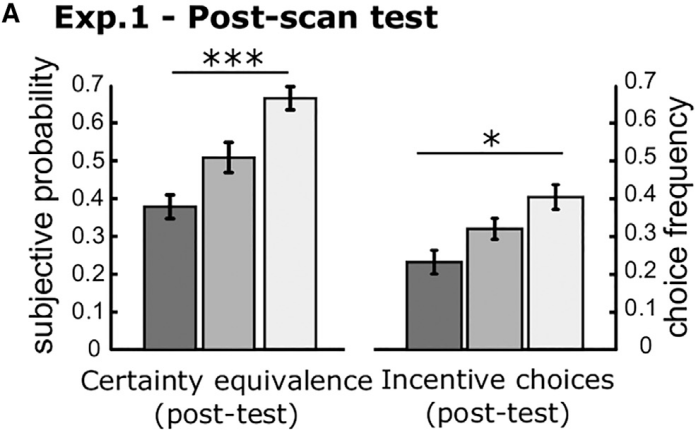 A Exp.1 - Post-scan test
subjective probability
0.7
0.6
0.5
0.4
0.3
0.2
0.1
0
***
Certainty equivalence
(post-test)
*
Incentive choices
(post-test)
0.7
0.6
0.5
0.4
0.3
0.2
0.1
0
choice frequency